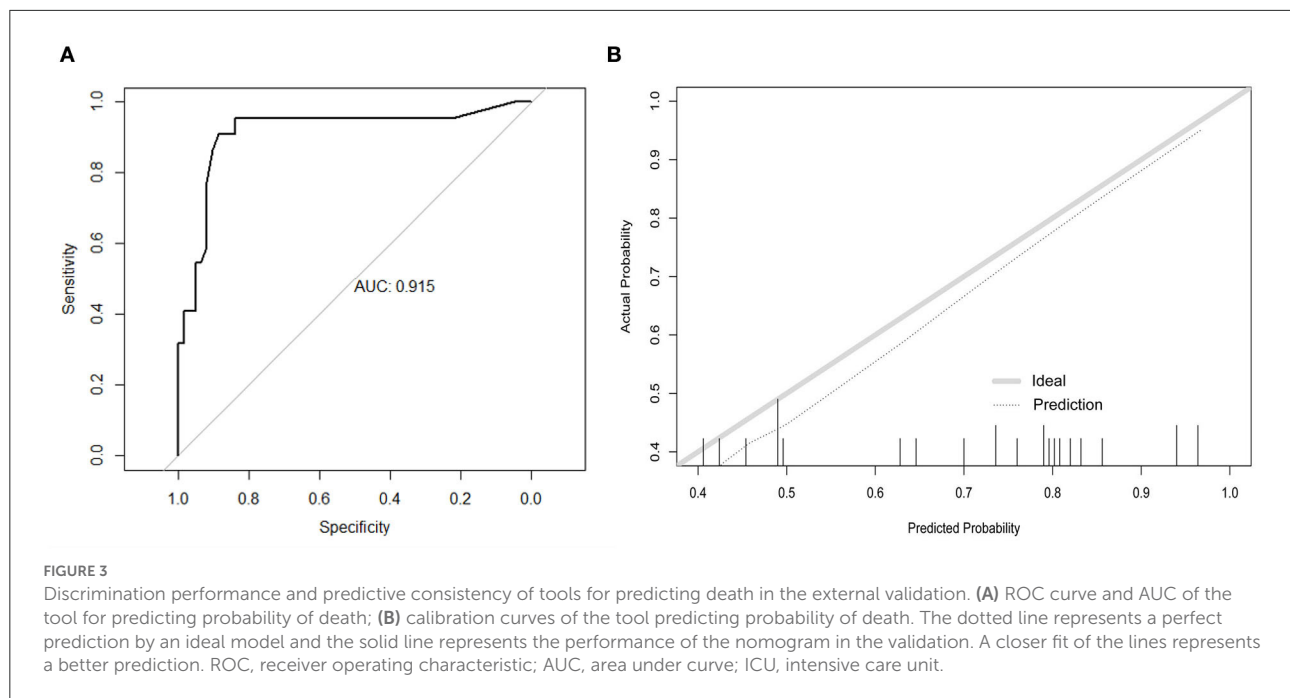 A
B
1.0
0.8
0.6
0.4
0.2
0.0
Sensitivity
AUC: 0.915
1.0 0.8 0.6 0.4 0.2 0.0
Specificity
1.0
0.9
0.8
0.7
0.6
0.5
0.4
Actual Probability
Ideal
Prediction
0.4 0.5 0.6 0.7 0.8 0.9 1.0
Predicted Probability
FIGURE 3
Discrimination performance and predictive consistency of tools for predicting death in the external validation. (A) ROC curve and AUC of the
tool for predicting probability of death; (B) calibration curves of the tool predicting probability of death. The dotted line represents a perfect
prediction by an ideal model and the solid line represents the performance of the nomogram in the validation. A closer fit of the lines represents
a better prediction. ROC, receiver operating characteristic; AUC, area under curve; ICU, intensive care unit.